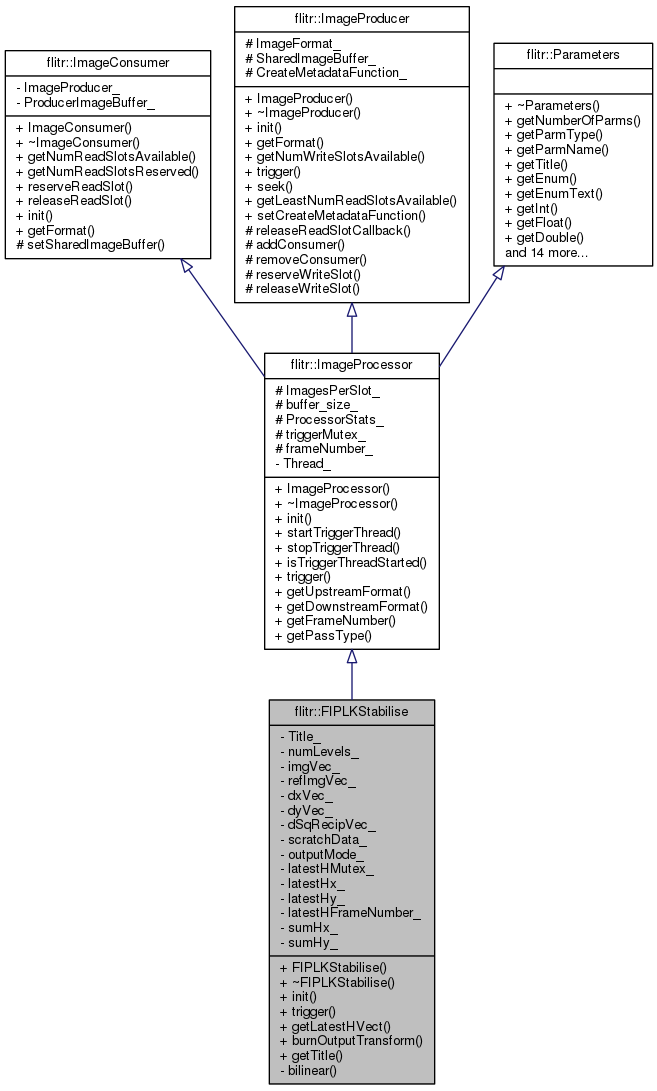 flitr::ImageConsumer
- ImageProducer_
- ProducerImageBuffer_
+ ImageConsumer()
+ ~ImageConsumer()
+ getNumReadSlotsAvailable()
+ getNumReadSlotsReserved()
+ reserveReadSlot()
+ releaseReadSlot()
+ init()
+ getFormat()
# setSharedImageBuffer()
flitr::ImageProducer
# ImageFormat_
# SharedImageBuffer_
# CreateMetadataFunction_
+ ImageProducer()
+ ~ImageProducer()
+ init()
+ getFormat()
+ getNumWriteSlotsAvailable()
+ trigger()
+ seek()
+ getLeastNumReadSlotsAvailable()
+ setCreateMetadataFunction()
# releaseReadSlotCallback()
# addConsumer()
# removeConsumer()
# reserveWriteSlot()
# releaseWriteSlot()
flitr::Parameters
+ ~Parameters()
+ getNumberOfParms()
+ getParmType()
+ getParmName()
+ getTitle()
+ getEnum()
+ getEnumText()
+ getInt()
+ getFloat()
+ getDouble()
and 14 more...
flitr::ImageProcessor
# ImagesPerSlot_
# buffer_size_
# ProcessorStats_
# triggerMutex_
# frameNumber_
- Thread_
+ ImageProcessor()
+ ~ImageProcessor()
+ init()
+ startTriggerThread()
+ stopTriggerThread()
+ isTriggerThreadStarted()
+ trigger()
+ getUpstreamFormat()
+ getDownstreamFormat()
+ getFrameNumber()
+ getPassType()
flitr::FIPLKStabilise
- Title_
- numLevels_
- imgVec_
- refImgVec_
- dxVec_
- dyVec_
- dSqRecipVec_
- scratchData_
- outputMode_
- latestHMutex_
- latestHx_
- latestHy_
- latestHFrameNumber_
- sumHx_
- sumHy_
+ FIPLKStabilise()
+ ~FIPLKStabilise()
+ init()
+ trigger()
+ getLatestHVect()
+ burnOutputTransform()
+ getTitle()
- bilinear()